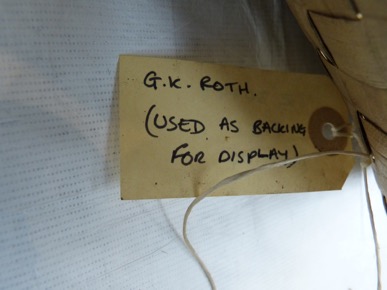 G.K. ROTH.
(USED AS BACKING
FOR DISPLAY)